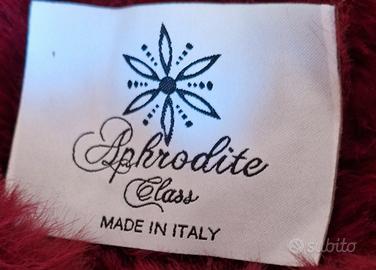 Aphrodite
Class
MADE IN ITALY
subito